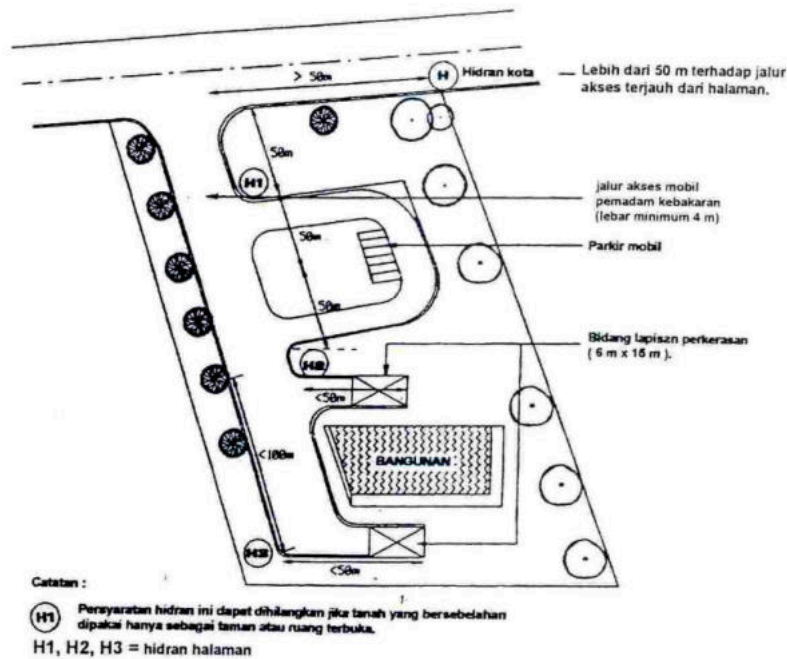 > 50m
H
Hidran kota
Lebih dari 50 m terhadap jalur
akses terjauh dari halaman.
50m
H1
jalur akses mobil
pemadam kebakaran
(lebar minimum 4 m)
50m
Parkir mobil
50m
Bidang lapisan perkerasan
( 6 m x 15 m ).
H2
<50m
<100m
BANGUNAN
H3
<50m
Catatan :
H1
Persyaratan hidran ini dapat dihilangkan jika tanah yang bersebelahan
dipakai hanya sebagai taman atau ruang terbuka.
H1, H2, H3 = hidran halaman